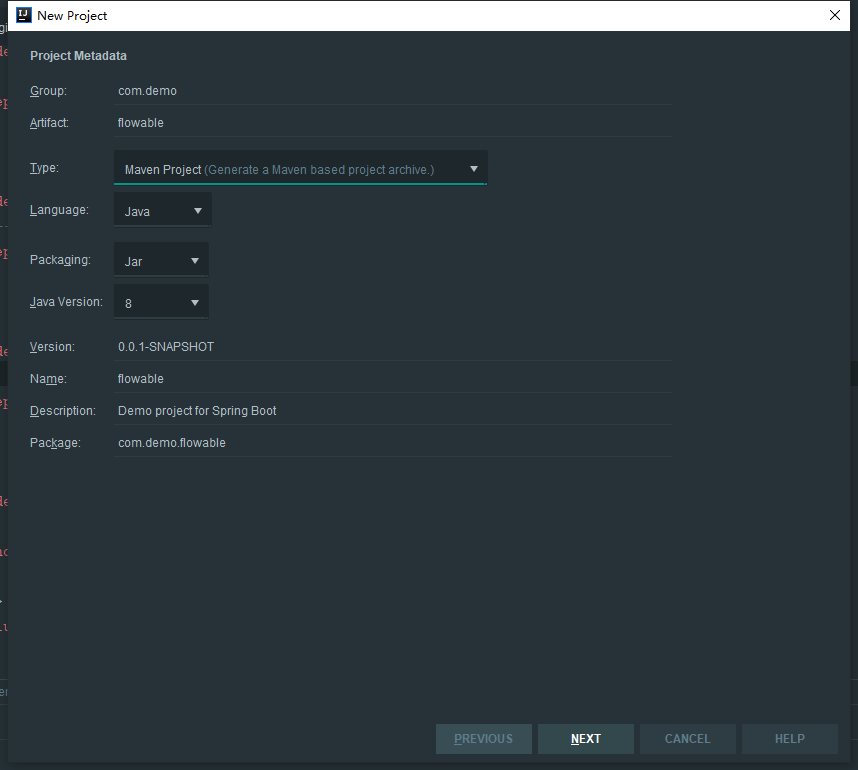 New Project
Project Metadata
Group: com.demo
Artifact: flowable
Type: Maven Project (Generate a Maven based project archive.)
Language: Java
Packaging: Jar
Java Version: 8
Version: 0.0.1-SNAPSHOT
Name: flowable
Description: Demo project for Spring Boot
Package: com.demo.flowable
PREVIOUS NEXT CANCEL HELP